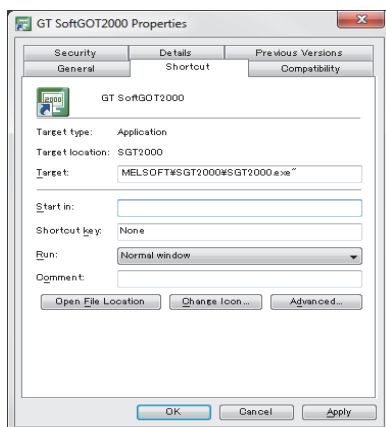 GT SoftGOT2000 Properties
Security Details Previous Versions
General Shortcut Compatibility
GT SoftGOT2000
Target type: Application
Target location: SGT2000
Target: MELSOFT¥SGT2000¥SGT2000.exe"
Start in:
Shortcut key: None
Run: Normal window
Comment:
Open File Location Change Icon... Advanced...
OK Cancel Apply